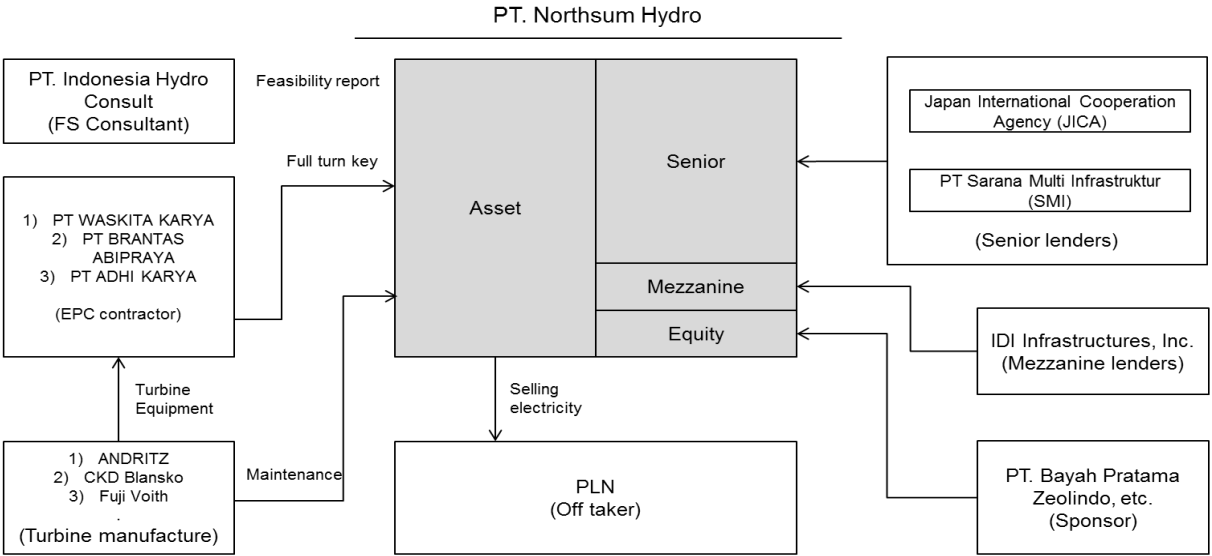 PT. Northsum Hydro
PT. Indonesia Hydro
Consult
(FS Consultant)
Feasibility report
Full turn key
1) PT WASKITA KARYA
2) PT BRANTAS
ABIPRAYA
3) PT ADHI KARYA
(EPC contractor)
Turbine
Equipment
1) ANDRITZ
2) CKD Blansko
3) Fuji Voith
.
(Turbine manufacture)
Maintenance
Asset
Senior
Mezzanine
Equity
Selling
electricity
PLN
(Off taker)
Japan International Cooperation
Agency (JICA)
PT Sarana Multi Infrastruktur
(SMI)
(Senior lenders)
IDI Infrastructures, Inc.
(Mezzanine lenders)
PT. Bayah Pratama
Zeolindo, etc.
(Sponsor)